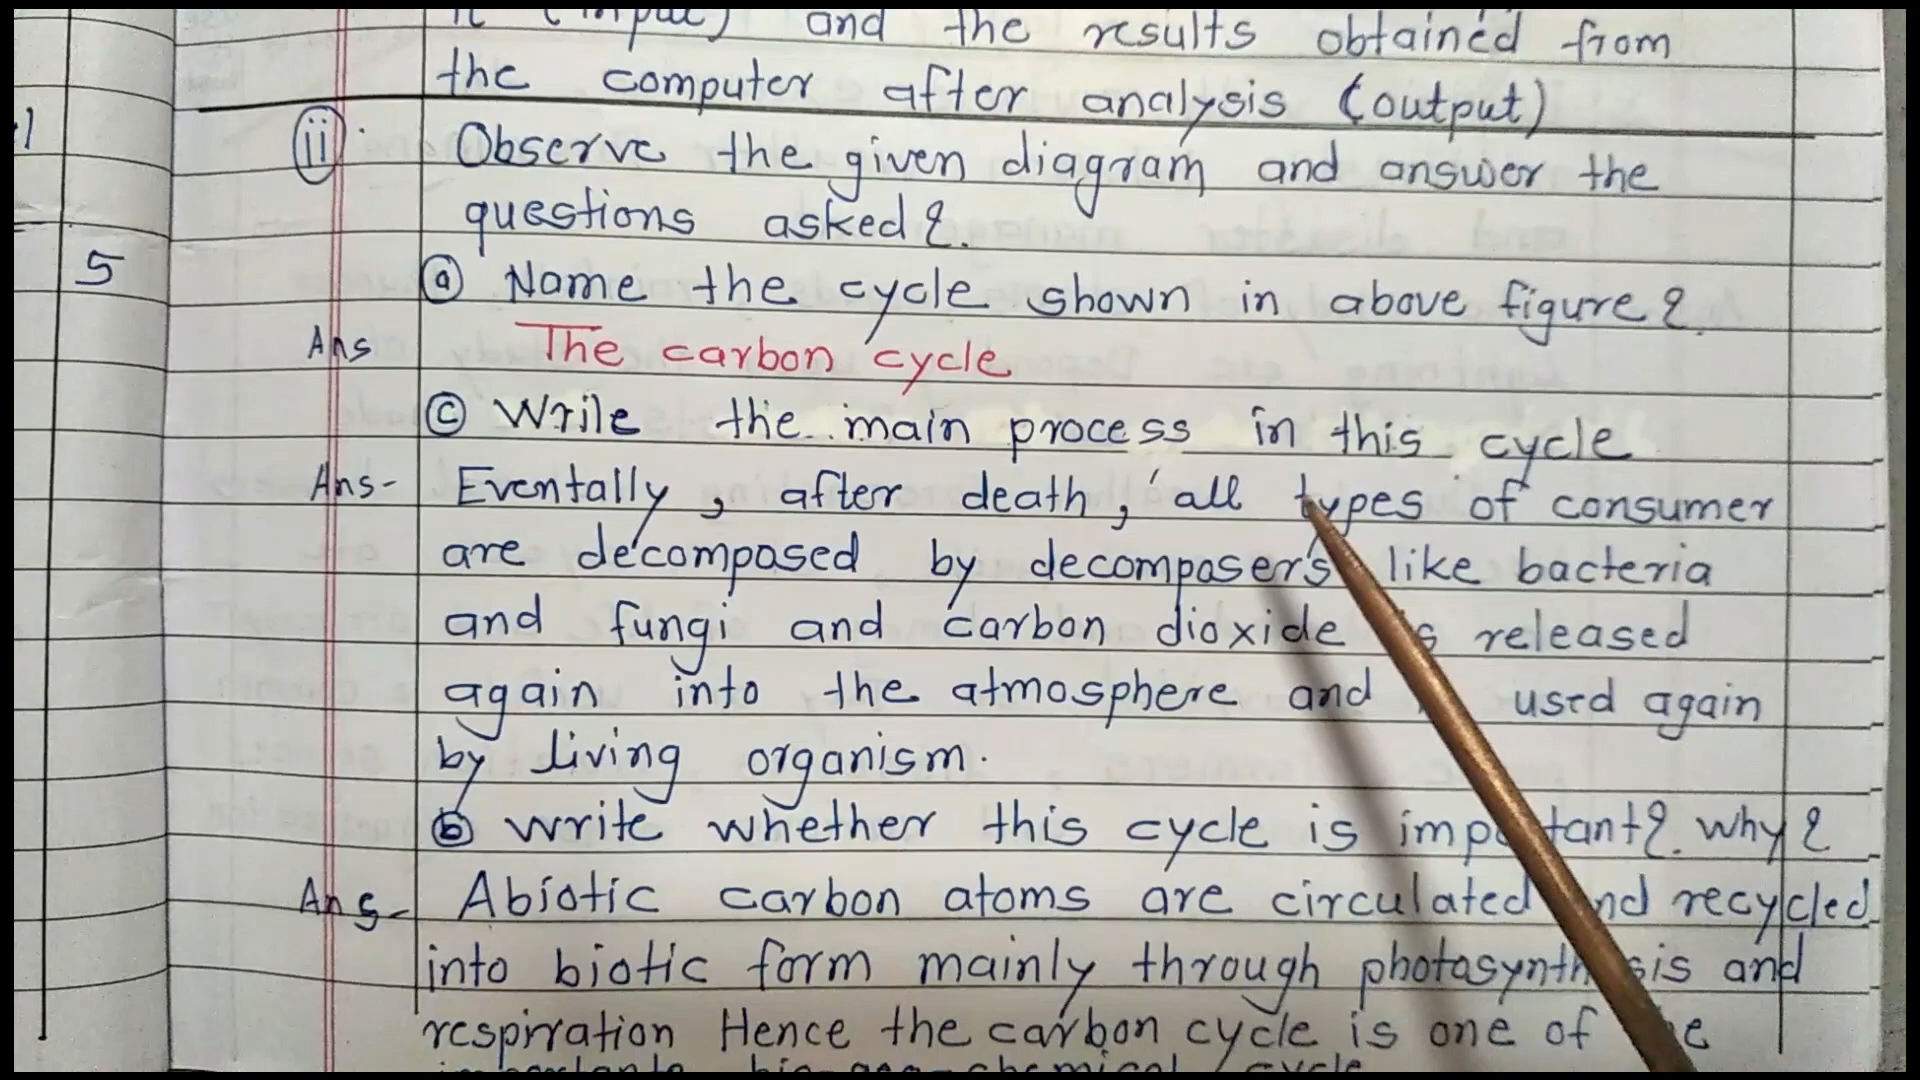 and the results obtained from
the computer after analysis (output)
ii Observe the given diagram and answer the
questions asked?
5
a Name the cycle shown in above figure?
Ans The carbon cycle
c Write the main process in this cycle
Ans- Eventally, after death, all types of consumer
are decomposed by decomposers like bacteria
and fungi and carbon dioxide released
again into the atmosphere and used again
by living organism.
b write whether this cycle is important? why?
Ans- Abiotic carbon atoms are circulated and recycled
into biotic form mainly through photosynthesis and
respiration Hence the carbon cycle is one of